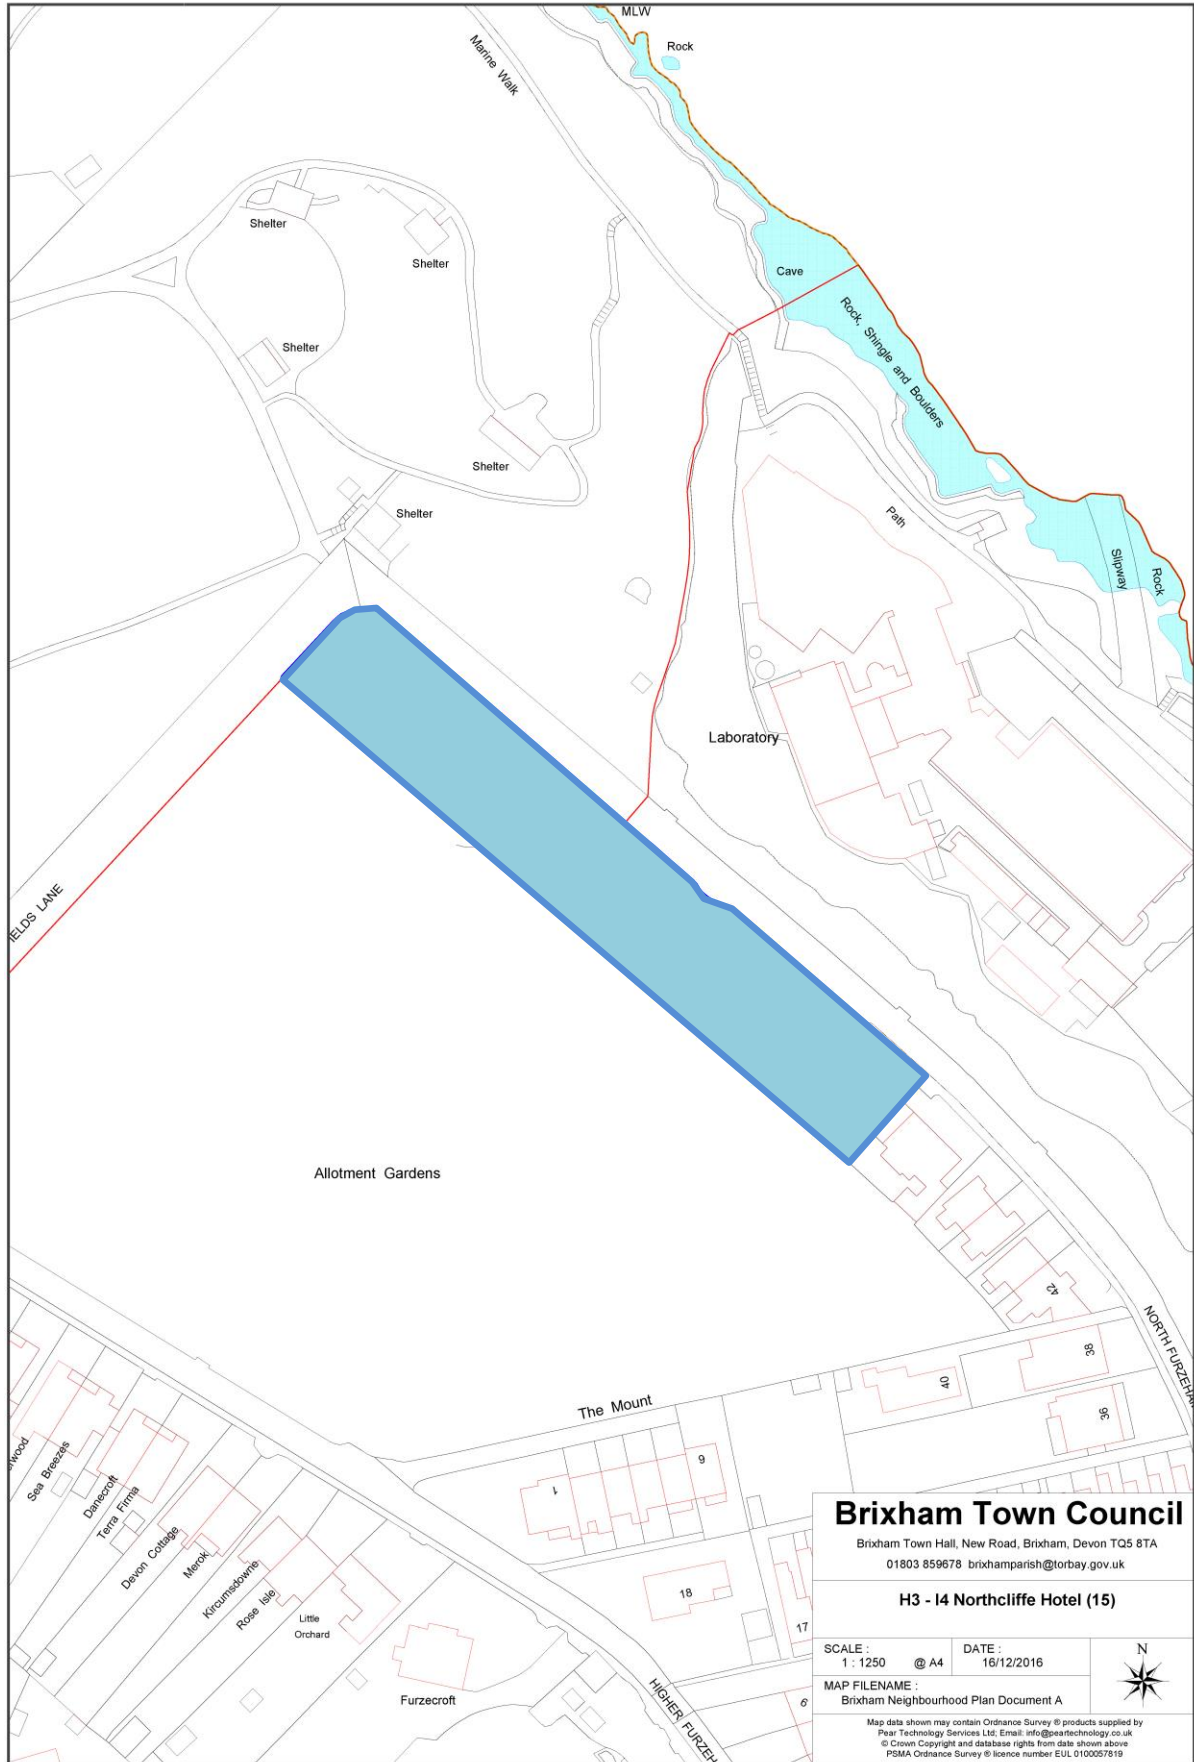 MLW
Rock
Marine Walk
Shelter
Shelter
Cave
Rock, Shingle and Boulders
Shelter
Shelter
Shelter
Path
Slipway
Rock
Laboratory
IELDS LANE
Allotment Gardens
42
NORTH FURZEHA
38
40
36
The Mount
1
9
erwood
Sea Breezes
Danecroft
Terra Firma
Devon Cottage
Merok
Kircumsdowne
Rose Isle
Little
Orchard
18
17
6
Furzecroft
HIGHER FURZEH
Brixham Town Council
Brixham Town Hall, New Road, Brixham, Devon TQ5 8TA
01803 859678 brixhamparish@torbay.gov.uk
H3 - I4 Northcliffe Hotel (15)
SCALE :
1 : 1250 @ A4
DATE :
16/12/2016
N
MAP FILENAME :
Brixham Neighbourhood Plan Document A
Map data shown may contain Ordnance Survey ® products supplied by
Pear Technology Services Ltd; Email: info@peartechnology.co.uk
© Crown Copyright and database rights from date shown above
PSMA Ordnance Survey ® licence number EUL 0100057819